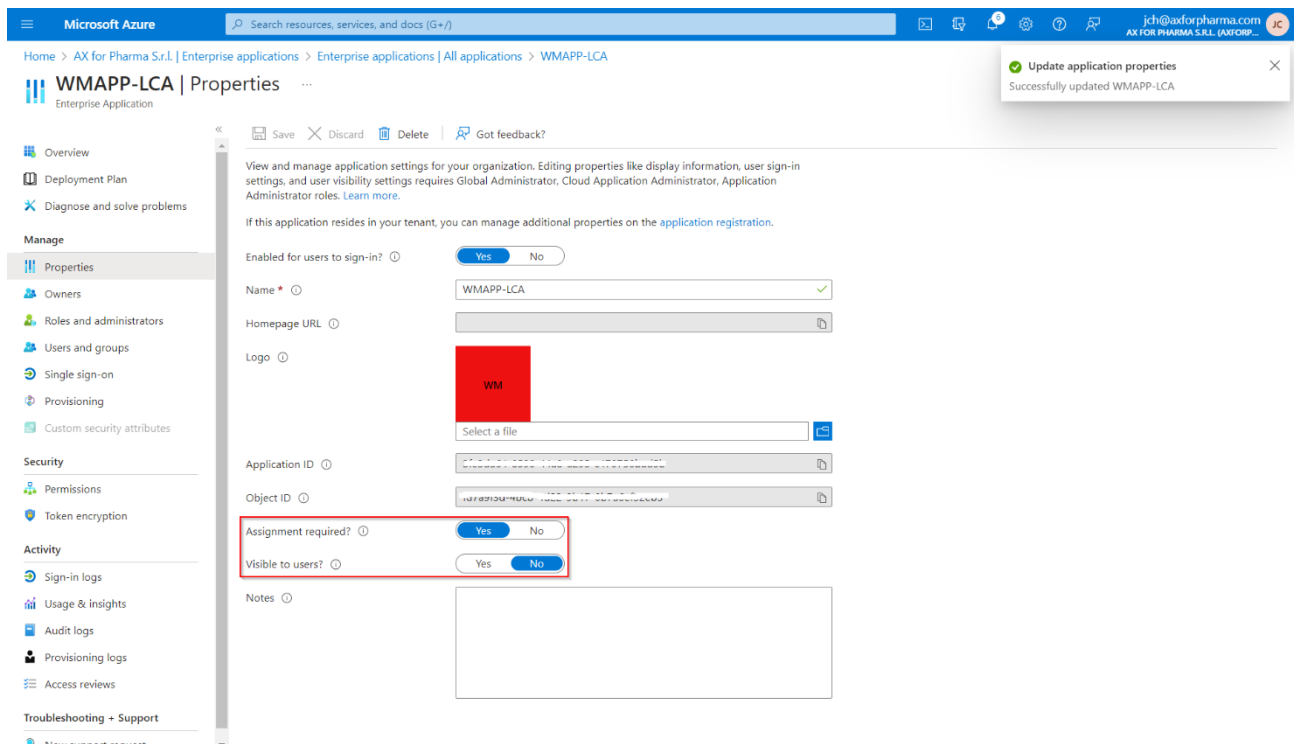 Microsoft Azure
Search resources, services, and docs (G+/)
6
jch@axforpharma.com
AX FOR PHARMA S.R.L. (AXFORP...
JC
Home > AX for Pharma S.r.l. | Enterprise applications > Enterprise applications | All applications > WMAPP-LCA
Update application properties
Successfully updated WMAPP-LCA
WMAPP-LCA | Properties ...
Enterprise Application
Save Discard Delete Got feedback?
Overview
Deployment Plan
Diagnose and solve problems
Manage
Properties
Owners
Roles and administrators
Users and groups
Single sign-on
Provisioning
Custom security attributes
Security
Permissions
Token encryption
Activity
Sign-in logs
Usage & insights
Audit logs
Provisioning logs
Access reviews
Troubleshooting + Support
New support request
View and manage application settings for your organization. Editing properties like display information, user sign-in
settings, and user visibility settings requires Global Administrator, Cloud Application Administrator, Application
Administrator roles. Learn more.
If this application resides in your tenant, you can manage additional properties on the application registration.
Enabled for users to sign-in? Yes No
Name * WMAPP-LCA
Homepage URL
Logo
WM
Select a file
Application ID
Object ID
Assignment required? Yes No
Visible to users? Yes No
Notes